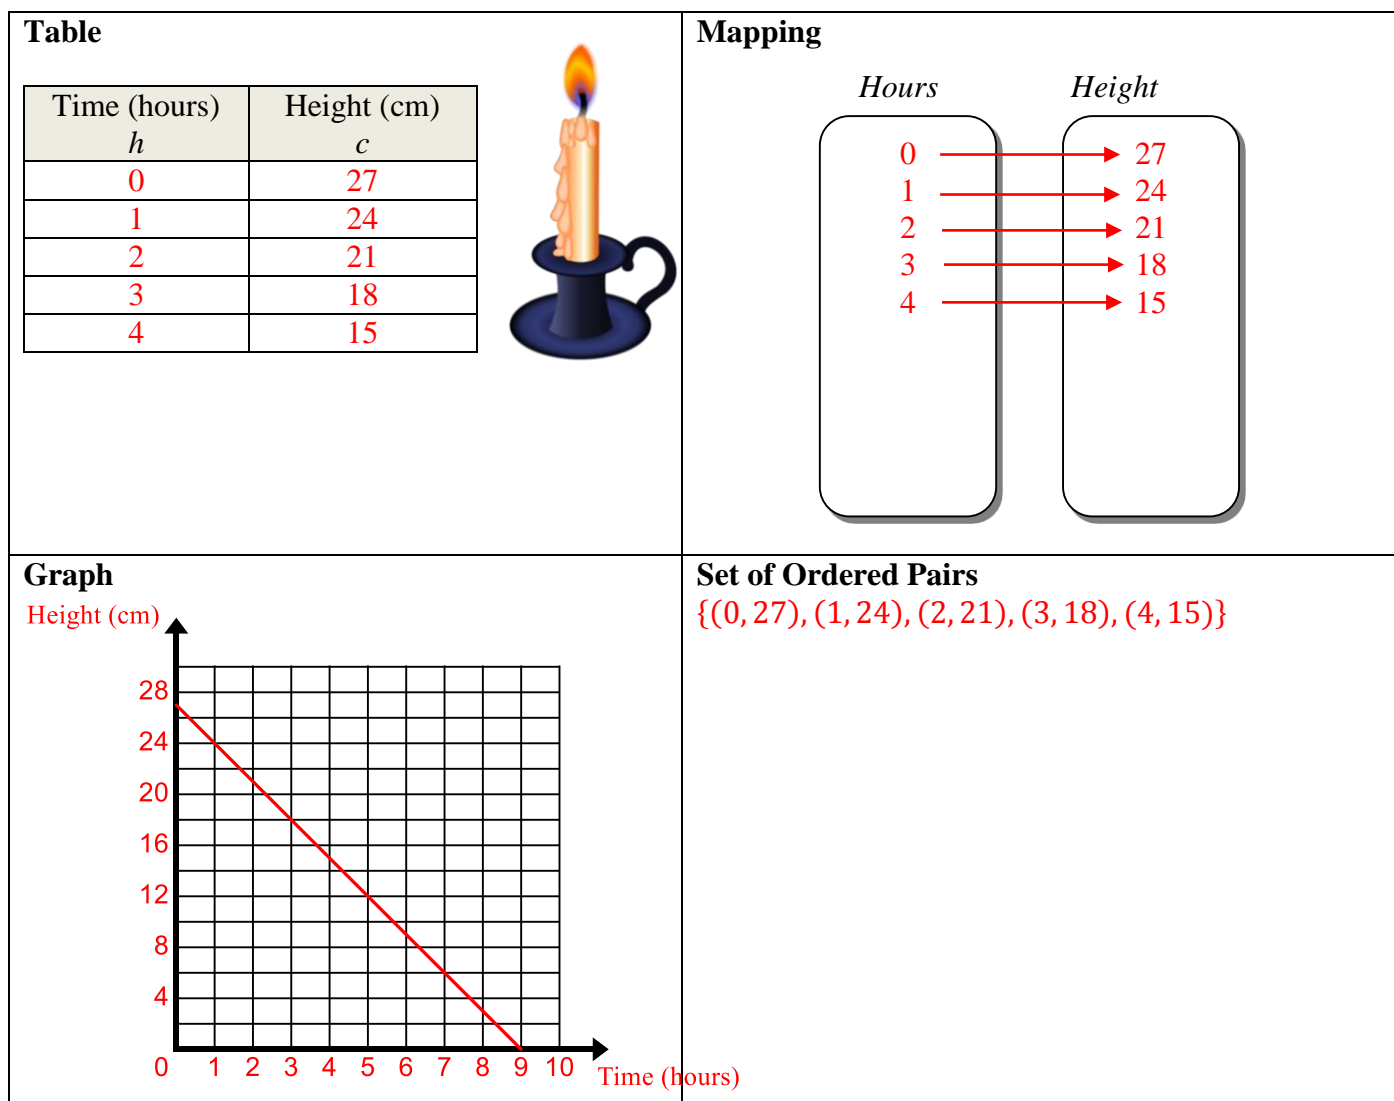 Table
Time (hours) Height (cm)
h c
0 27
1 24
2 21
3 18
4 15
Mapping
Hours Height
0 27
1 24
2 21
3 18
4 15
Graph
Height (cm)
28
24
20
16
12
8
4
0 1 2 3 4 5 6 7 8 9 10
Time (hours)
Set of Ordered Pairs
{(0, 27), (1, 24), (2, 21), (3, 18), (4, 15)}